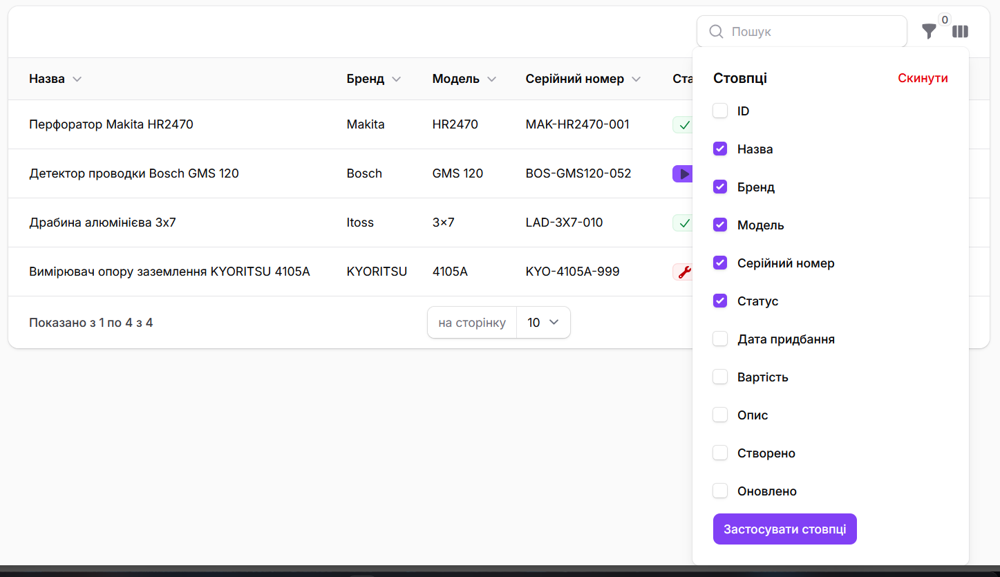 Пошук
0
Назва Бренд Модель Серійний номер Ста
Перфоратор Makita HR2470 Makita HR2470 MAK-HR2470-001
Детектор проводки Bosch GMS 120 Bosch GMS 120 BOS-GMS120-052
Драбина алюмінієва 3x7 Itoss 3×7 LAD-3X7-010
Вимірювач опору заземлення KYORITSU 4105A KYORITSU 4105A KYO-4105A-999
Показано з 1 по 4 з 4 на сторінку 10
Стовпці Скинути
ID
Назва
Бренд
Модель
Серійний номер
Статус
Дата придбання
Вартість
Опис
Створено
Оновлено
Застосувати стовпці